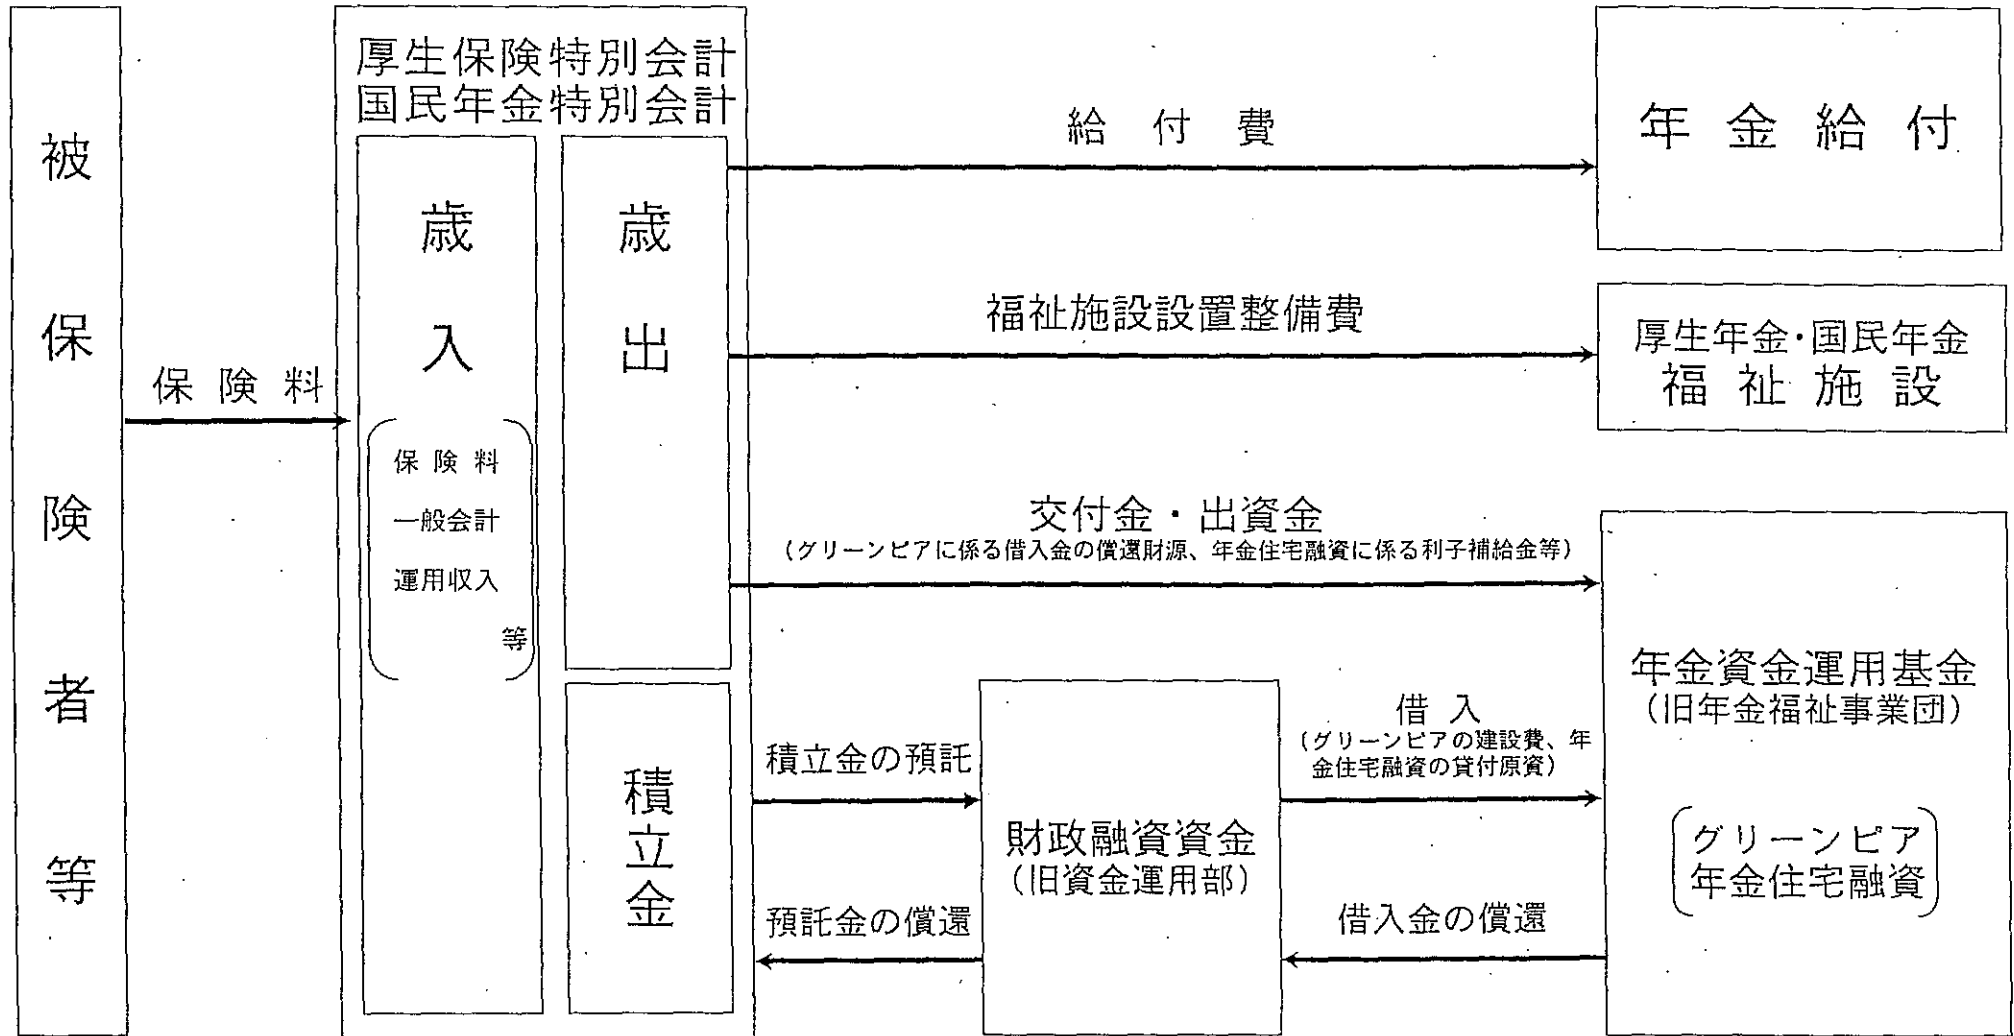 被保険者等
保険料
厚生保険特別会計
国民年金特別会計
歳入
保険料
一般会計
運用収入
等
歳出
積立金
給付費
年金給付
福祉施設設置整備費
厚生年金・国民年金
福祉施設
交付金・出資金
(グリーンピアに係る借入金の償還財源、年金住宅融資に係る利子補給金等)
積立金の預託
預託金の償還
財政融資資金
(旧資金運用部)
借入
(グリーンピアの建設費、年
金住宅融資の貸付原資)
借入金の償還
年金資金運用基金
(旧年金福祉事業団)
グリーンピア
年金住宅融資